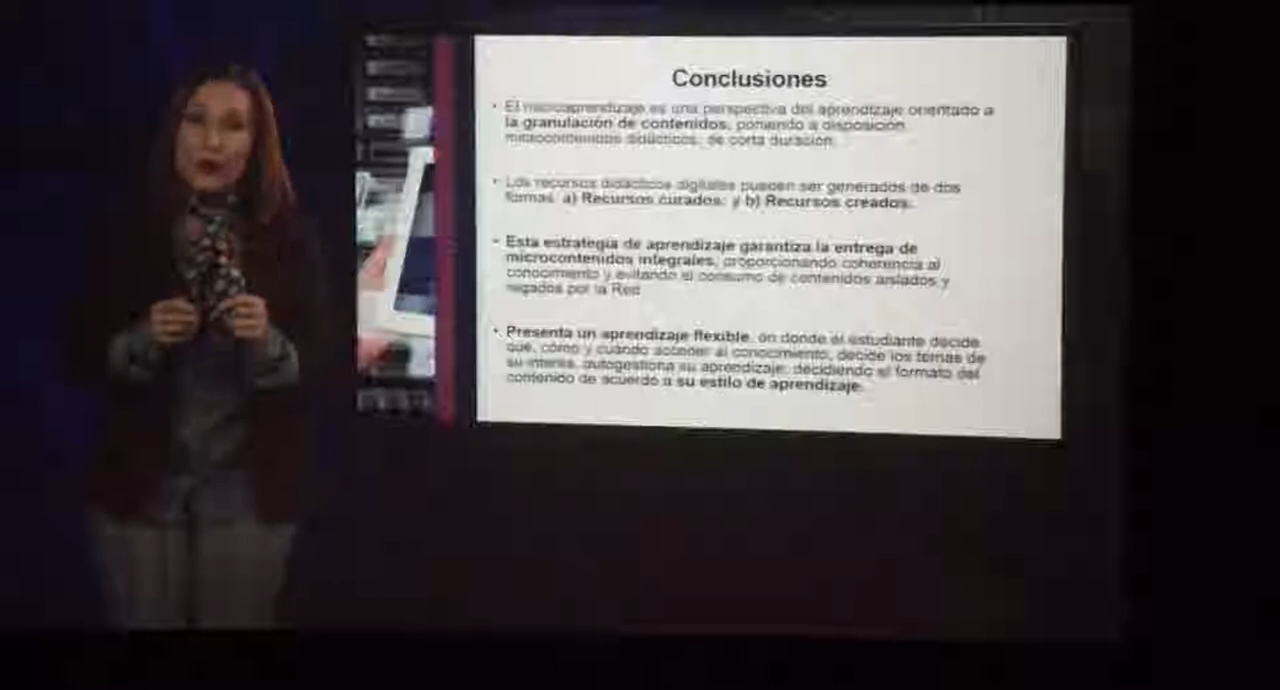 Conclusiones
• El microaprendizaje es una perspectiva del aprendizaje orientado a
la granulación de contenidos, poniendo a disposición
microcontenidos didácticos, de corta duración.
• Los recursos didácticos digitales pueden ser generados de dos
formas: a) Recursos curados; y b) Recursos creados.
• Esta estrategia de aprendizaje garantiza la entrega de
microcontenidos integrales, proporcionando coherencia al
conocimiento y evitando el consumo de contenidos aislados y
por la Red
• Presenta un aprendizaje flexible, en donde el estudiante decide
qué, cómo y cuándo acceder al conocimiento, decide los temas de
su interés, autogestiona su aprendizaje, decidiendo el formato del
contenido de acuerdo a su estilo de aprendizaje.